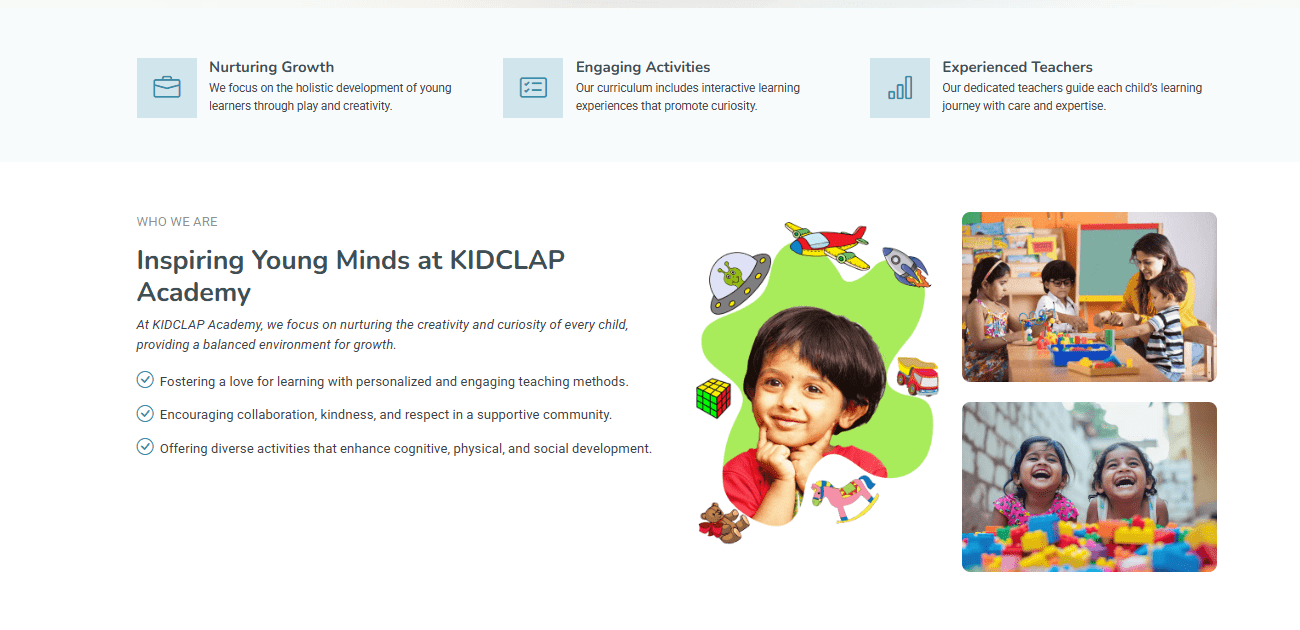 Nurturing Growth
We focus on the holistic development of young
learners through play and creativity.
Engaging Activities
Our curriculum includes interactive learning
experiences that promote curiosity.
Experienced Teachers
Our dedicated teachers guide each child's learning
journey with care and expertise.
WHO WE ARE
Inspiring Young Minds at KIDCLAP
Academy
At KIDCLAP Academy, we focus on nurturing the creativity and curiosity of every child,
providing a balanced environment for growth.
Fostering a love for learning with personalized and engaging teaching methods.
Encouraging collaboration, kindness, and respect in a supportive community.
Offering diverse activities that enhance cognitive, physical, and social development.